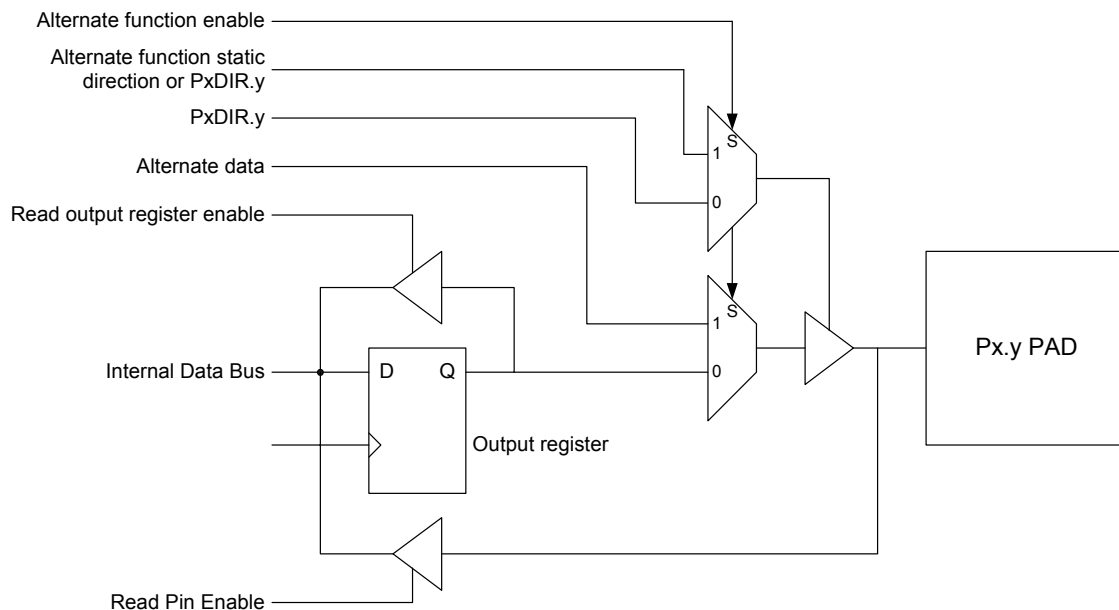 Alternate function enable
Alternate function static
direction or PxDIR.y
PxDIR.y
Alternate data
Read output register enable
S
1
0
S
1
0
Px.y PAD
Internal Data Bus
D Q
Output register
Read Pin Enable